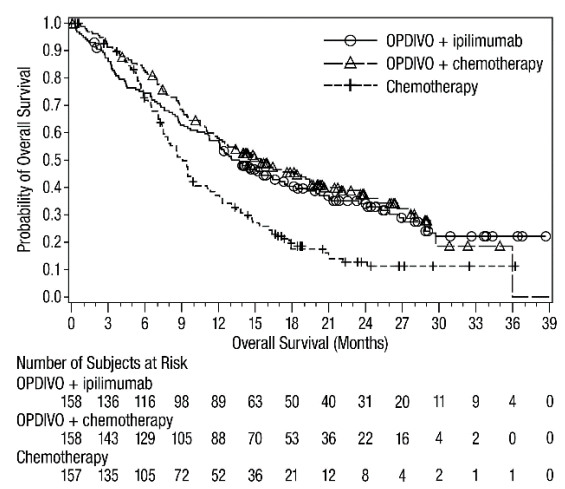 1.0
0.9
0.8
0.7
0.6
0.5
0.4
0.3
0.2
0.1
0.0
Probability of Overall Survival
OPDIVO + ipilimumab
OPDIVO + chemotherapy
Chemotherapy
0 3 6 9 12 15 18 21 24 27 30 33 36 39
Overall Survival (Months)
Number of Subjects at Risk
OPDIVO + ipilimumab
158 136 116 98 89 63 50 40 31 20 11 9 4 0
OPDIVO + chemotherapy
158 143 129 105 88 70 53 36 22 16 4 2 0 0
Chemotherapy
157 135 105 72 52 36 21 12 8 4 2 1 1 0